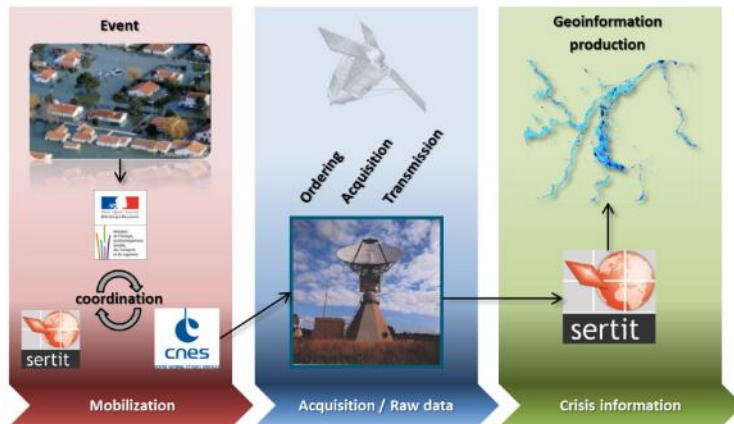 Event
coordination
sertit
cnes
Mobilization
Ordering
Acquisition
Transmission
Acquisition / Raw data
Geoinformation
production
sertit
Crisis information